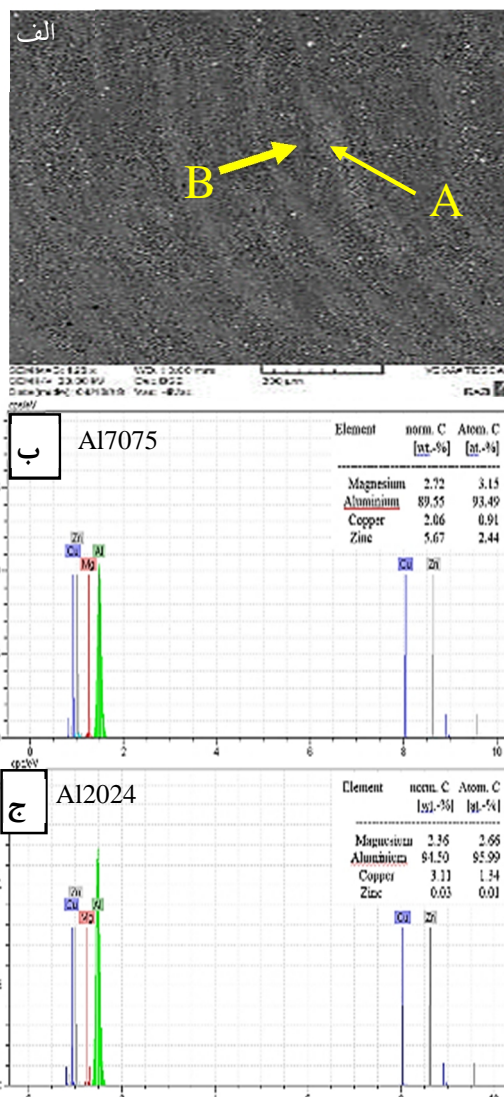 الف
B
A
200 µm
ب
Al7075
Element norm. C Atom. C
[wt.-%] [at.-%]
Magnesium 2.72 3.15
Aluminium 89.55 93.49
Copper 2.06 0.91
Zinc 5.67 2.44
Zn
Cu
Mg
Al
Cu
Zn
0 2 4 6 8 10
cps/eV
ج
Al2024
Element norm. C Atom. C
[wt.-%] [at.-%]
Magnesium 2.36 2.66
Aluminium 94.50 95.99
Copper 3.11 1.34
Zinc 0.03 0.01
Zn
Cu
Mg
Al
Cu
Zn